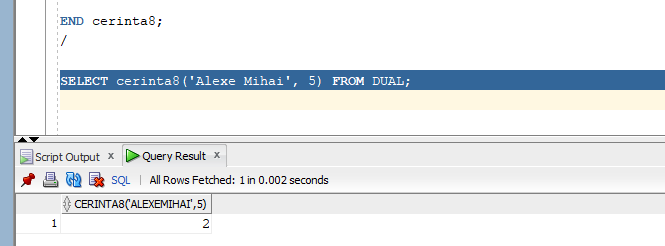 END cerinta8;
/
SELECT cerinta8('Alexe Mihai', 5) FROM DUAL;
Script Output x Query Result x
SQL | All Rows Fetched: 1 in 0.002 seconds
CERINTA8('ALEXEMIHAI',5)
1 2